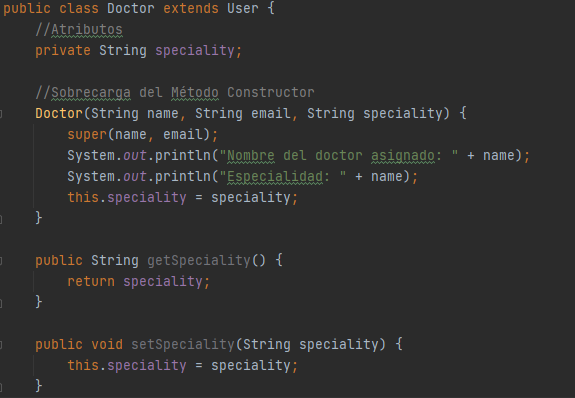 public class Doctor extends User {
//Atributos
private String speciality;
//Sobrecarga del Método Constructor
Doctor(String name, String email, String speciality) {
super(name, email);
System.out.println("Nombre del doctor asignado: " + name);
System.out.println("Especialidad: " + name);
this.speciality = speciality;
}
public String getSpeciality() {
return speciality;
}
public void setSpeciality(String speciality) {
this.speciality = speciality;
}